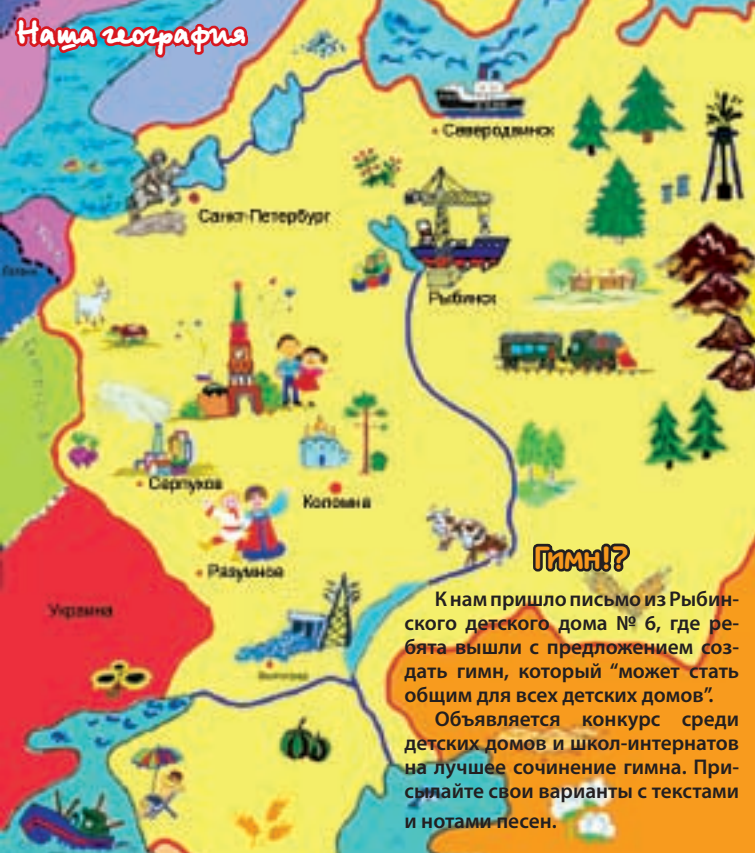 Наша география
Северодвинск
Санкт-Петербург
Рыбинск
Серпухов
Коломна
Разумное
Украина
Волгоград
Гимн!?
К нам пришло письмо из Рыбин-
ского детского дома № 6, где ре-
бята вышли с предложением соз-
дать гимн, который “может стать
общим для всех детских домов”.
Объявляется конкурс среди
детских домов и школ-интернатов
на лучшее сочинение гимна. При-
сылайте свои варианты с текстами
и нотами песен.